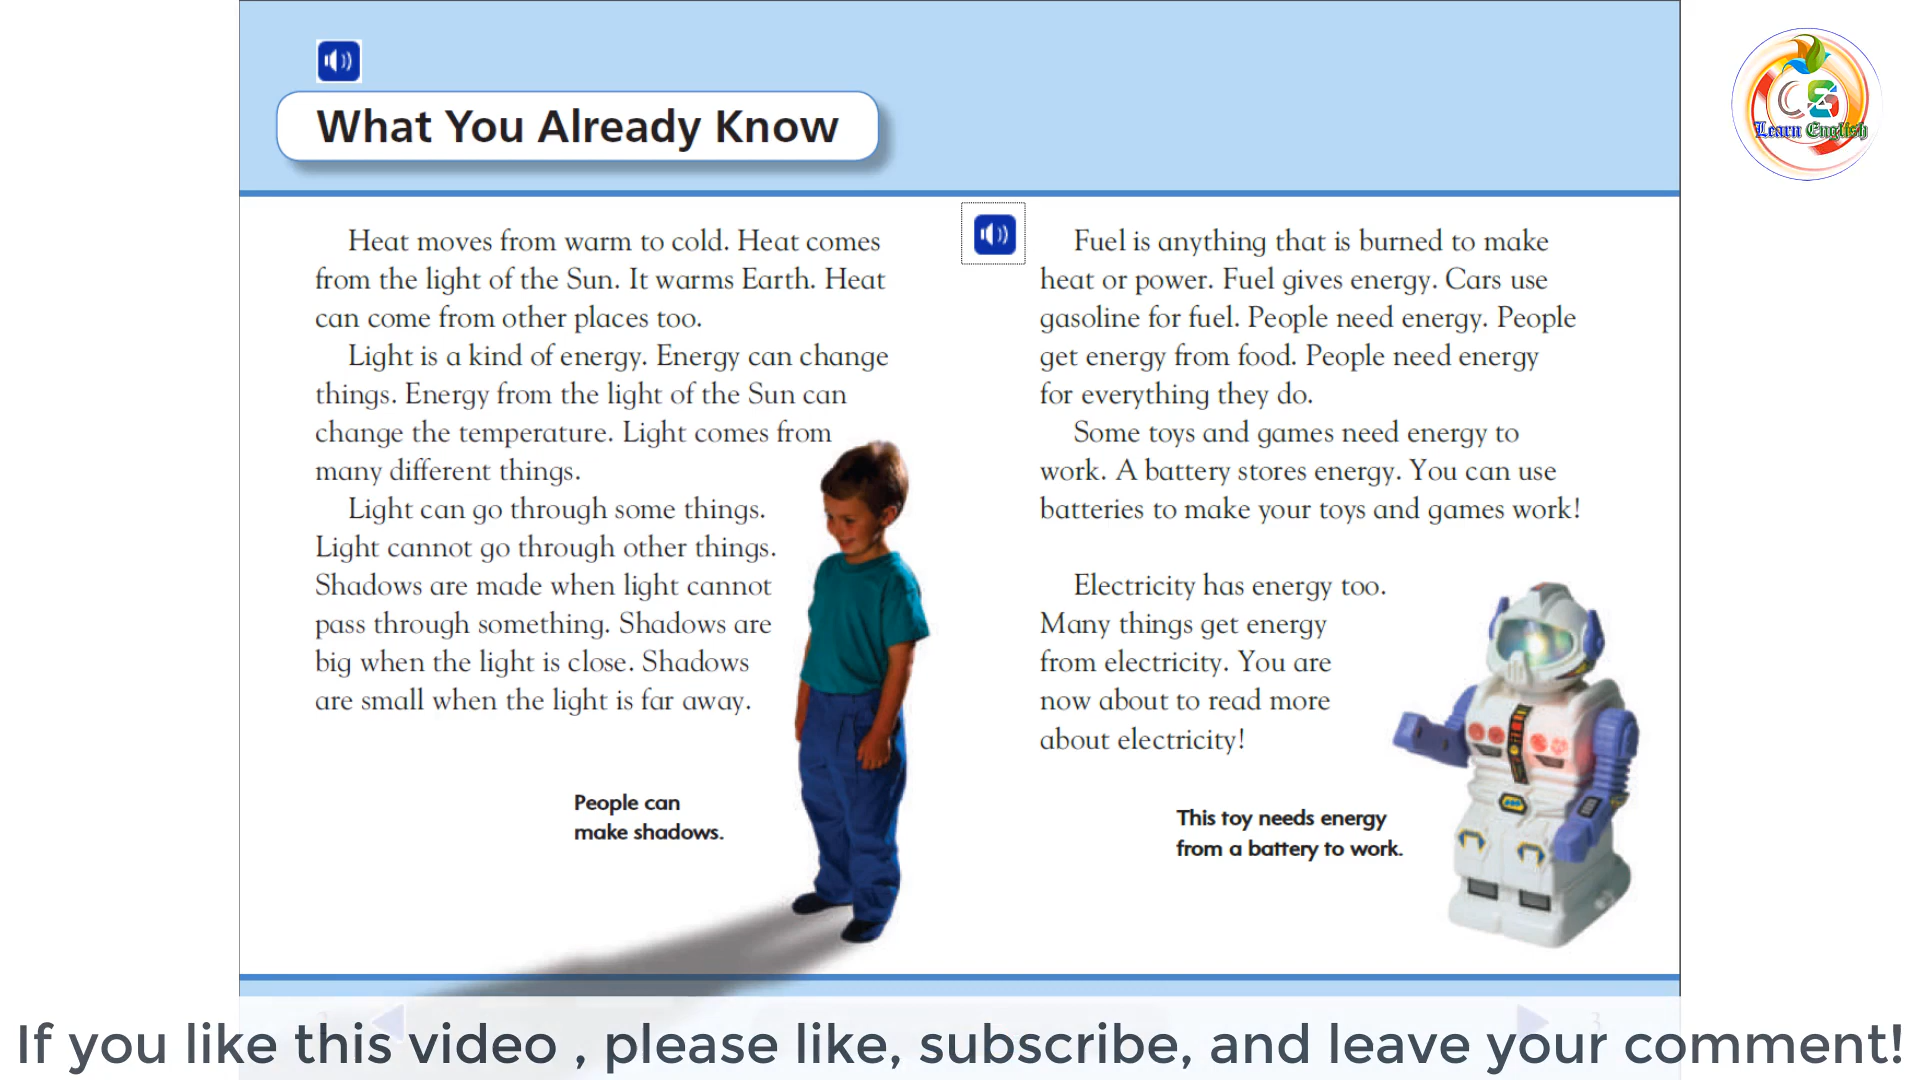 What You Already Know
Heat moves from warm to cold. Heat comes
from the light of the Sun. It warms Earth. Heat
can come from other places too.
Light is a kind of energy. Energy can change
things. Energy from the light of the Sun can
change the temperature. Light comes from
many different things.
Light can go through some things.
Light cannot go through other things.
Shadows are made when light cannot
pass through something. Shadows are
big when the light is close. Shadows
are small when the light is far away.
People can
make shadows.
Fuel is anything that is burned to make
heat or power. Fuel gives energy. Cars use
gasoline for fuel. People need energy. People
get energy from food. People need energy
for everything they do.
Some toys and games need energy to
work. A battery stores energy. You can use
batteries to make your toys and games work!
Electricity has energy too.
Many things get energy
from electricity. You are
now about to read more
about electricity!
This toy needs energy
from a battery to work.
CS
Learn English
3
If you like this video , please like, subscribe, and leave your comment!